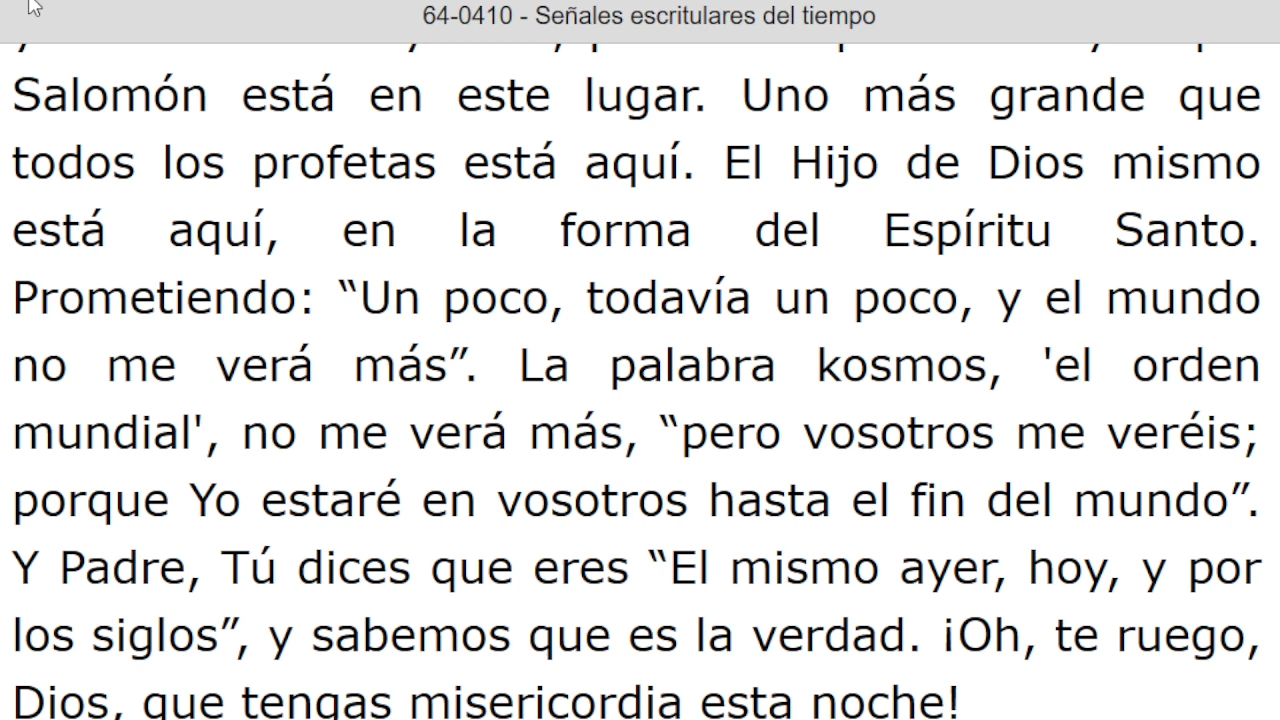 64-0410 - Señales escritulares del tiempo
Salomón está en este lugar. Uno más grande que
todos los profetas está aquí. El Hijo de Dios mismo
está aquí, en la forma del Espíritu Santo.
Prometiendo: “Un poco, todavía un poco, y el mundo
no me verá más”. La palabra kosmos, 'el orden
mundial', no me verá más, “pero vosotros me veréis;
porque Yo estaré en vosotros hasta el fin del mundo”.
Y Padre, Tú dices que eres “El mismo ayer, hoy, y por
los siglos”, y sabemos que es la verdad. ¡Oh, te ruego,
Dios, que tengas misericordia esta noche!